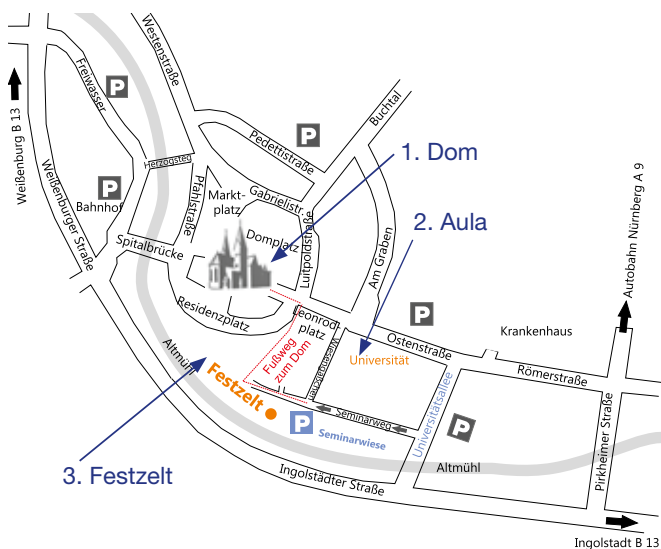 Westenstraße
Freiwasser
P
Buchtal
Weißenburg B 13
P
Pedettistraße
1. Dom
Herzogsteg
Weißenburger Straße
P
Bahnhof
Pfahlstraße
Markt-
platz
Gabrielistr.
Domplatz
Luitpoldstraße
2. Aula
Am Graben
Spitalbrücke
Autobahn Nürnberg A 9
Residenzplatz
Leonrod-
platz
P
Ostenstraße
Krankenhaus
Altmühl
Fußweg
zum Dom
Wiesengässchen
Universität
Römerstraße
Festzelt
Universitätsallee
P
Seminarweg
Seminarwiese
P
Pirkheimer Straße
3. Festzelt
Ingolstädter Straße
Altmühl
Ingolstadt B 13